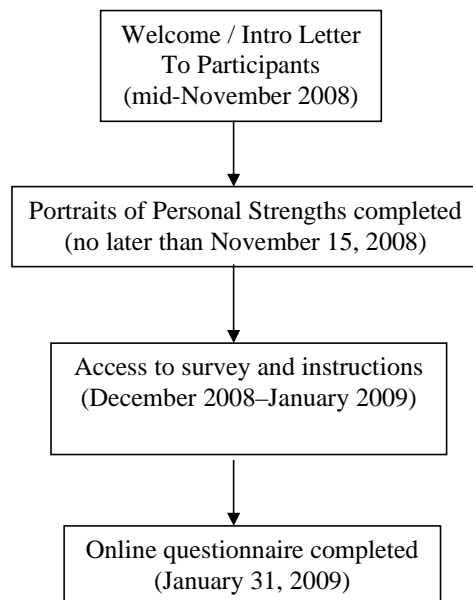 Welcome / Intro Letter
To Participants
(mid-November 2008)
Portraits of Personal Strengths completed
(no later than November 15, 2008)
Access to survey and instructions
(December 2008–January 2009)
Online questionnaire completed
(January 31, 2009)